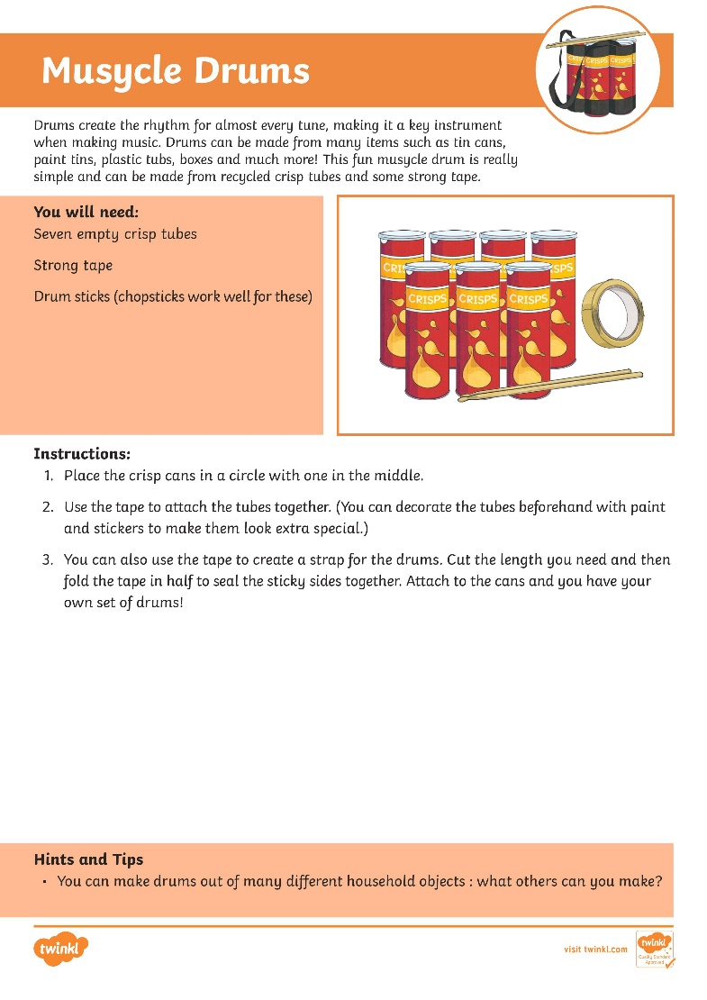 Musycle Drums
Drums create the rhythm for almost every tune, making it a key instrument
when making music. Drums can be made from many items such as tin cans,
paint tins, plastic tubs, boxes and much more! This fun musycle drum is really
simple and can be made from recycled crisp tubes and some strong tape.
You will need:
Seven empty crisp tubes
Strong tape
Drum sticks (chopsticks work well for these)
CRISPS CRISPS CRISPS
Instructions:
1. Place the crisp cans in a circle with one in the middle.
2. Use the tape to attach the tubes together. (You can decorate the tubes beforehand with paint
and stickers to make them look extra special.)
3. You can also use the tape to create a strap for the drums. Cut the length you need and then
fold the tape in half to seal the sticky sides together. Attach to the cans and you have your
own set of drums!
Hints and Tips
• You can make drums out of many different household objects : what others can you make?
twinkl
visit twinkl.com
twinkl
Quality Standard
Approved